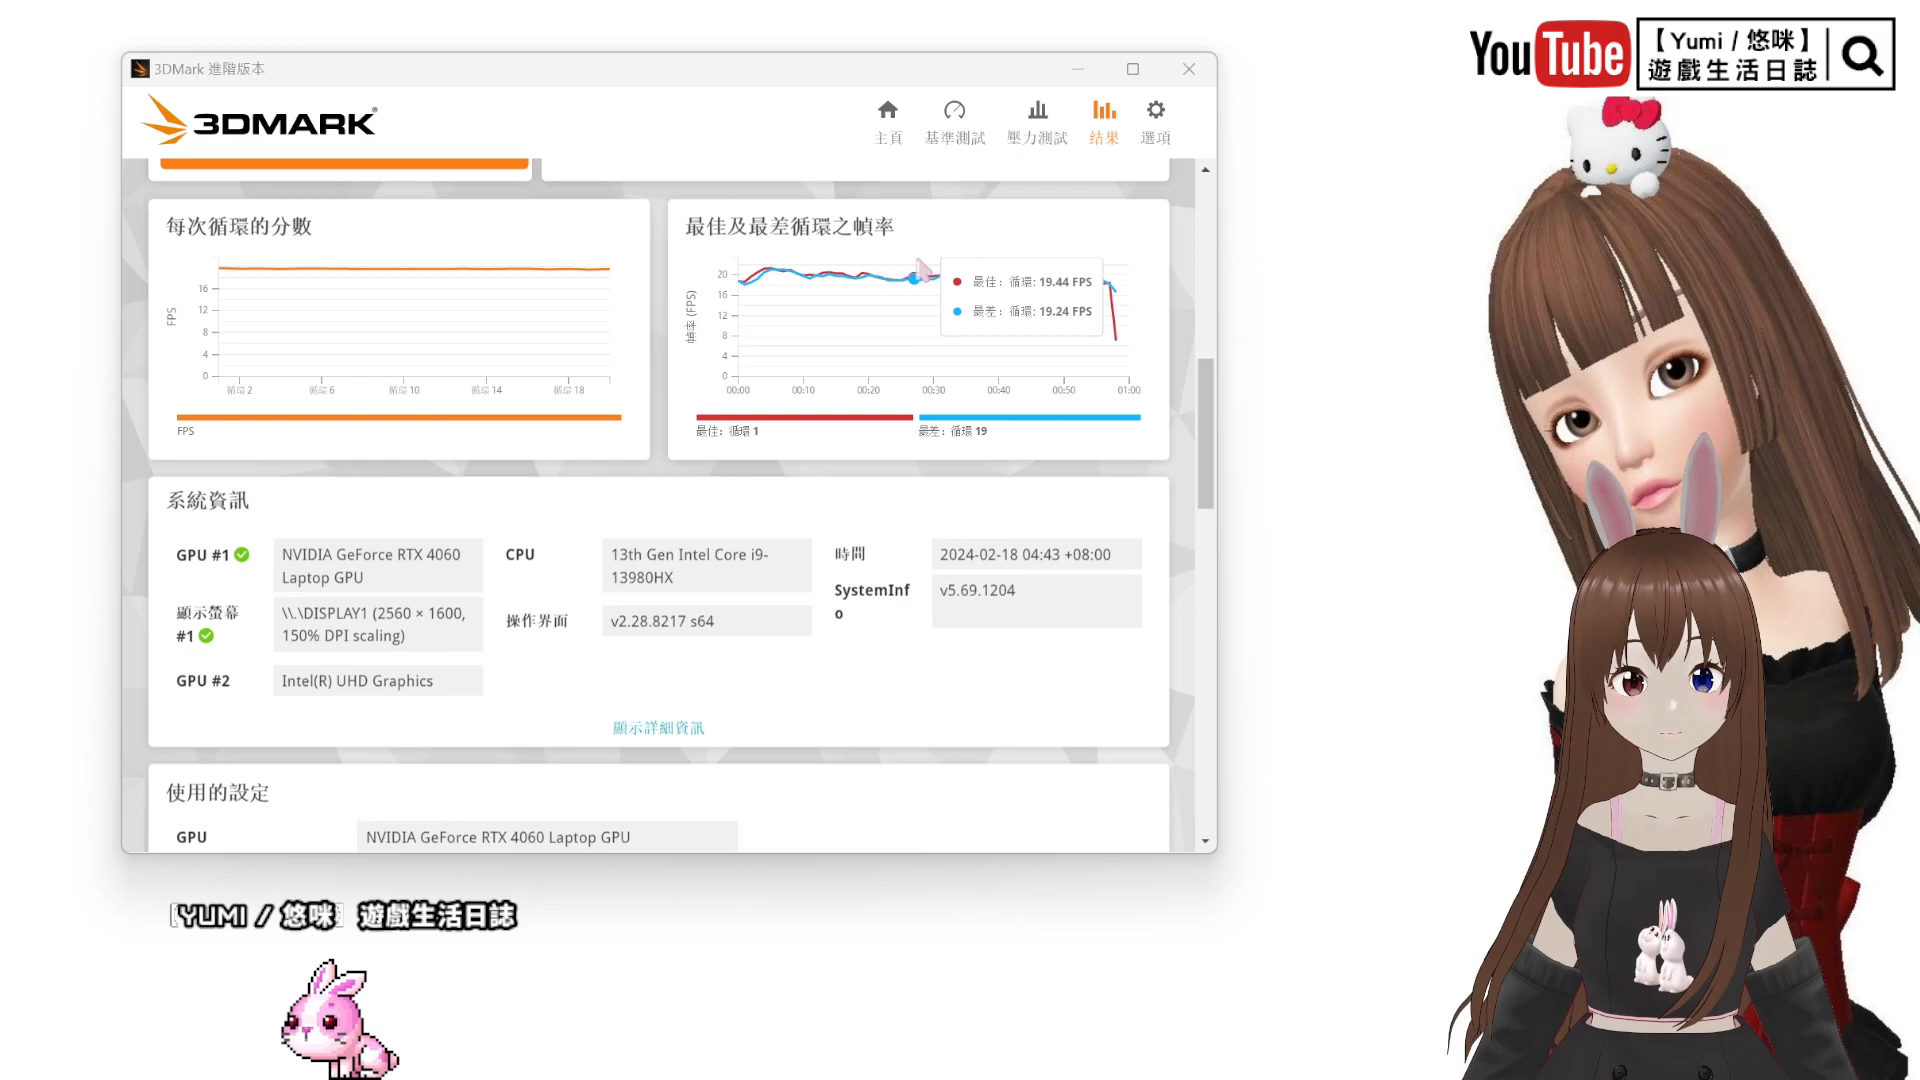 3DMark 進階版本
YouTube
【Yumi / 悠咪】
遊戲生活日誌
3DMARK®
主頁
基準測試
壓力測試
结果
選項
每次循環的分數
FPS
16
12
8
4
0
循環 2
循環 6
循環 10
循環 14
循環 18
FPS
最佳及最差循環之幀率
幀率 (FPS)
20
16
12
8
4
0
00:00
00:10
00:20
00:30
00:40
00:50
01:00
最佳：循環: 19.44 FPS
最差：循環: 19.24 FPS
最佳：循環 1
最差：循環 19
系統資訊
GPU #1
NVIDIA GeForce RTX 4060
Laptop GPU
顯示螢幕
#1
\\.\DISPLAY1 (2560 × 1600,
150% DPI scaling)
GPU #2
Intel(R) UHD Graphics
CPU
13th Gen Intel Core i9-
13980HX
操作界面
v2.28.8217 s64
時間
2024-02-18 04:43 +08:00
SystemInf
o
v5.69.1204
顯示詳細資訊
使用的設定
GPU
NVIDIA GeForce RTX 4060 Laptop GPU
【YUMI / 悠咪】 遊戲生活日誌